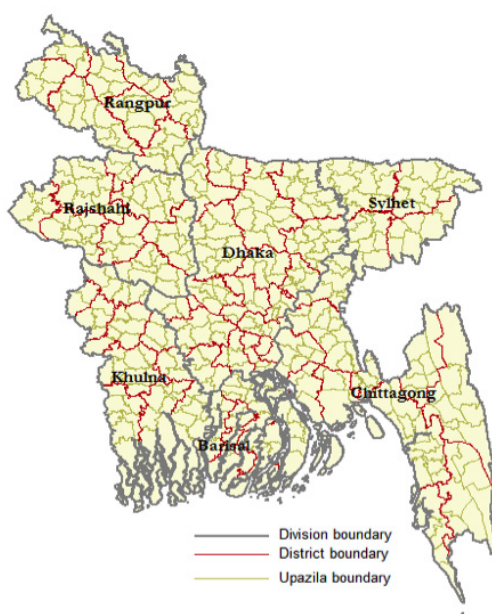 Rangpur
Rajshahi
Sylhet
Dhaka
Khulna
Chittagong
Barisal
Division boundary
District boundary
Upazila boundary